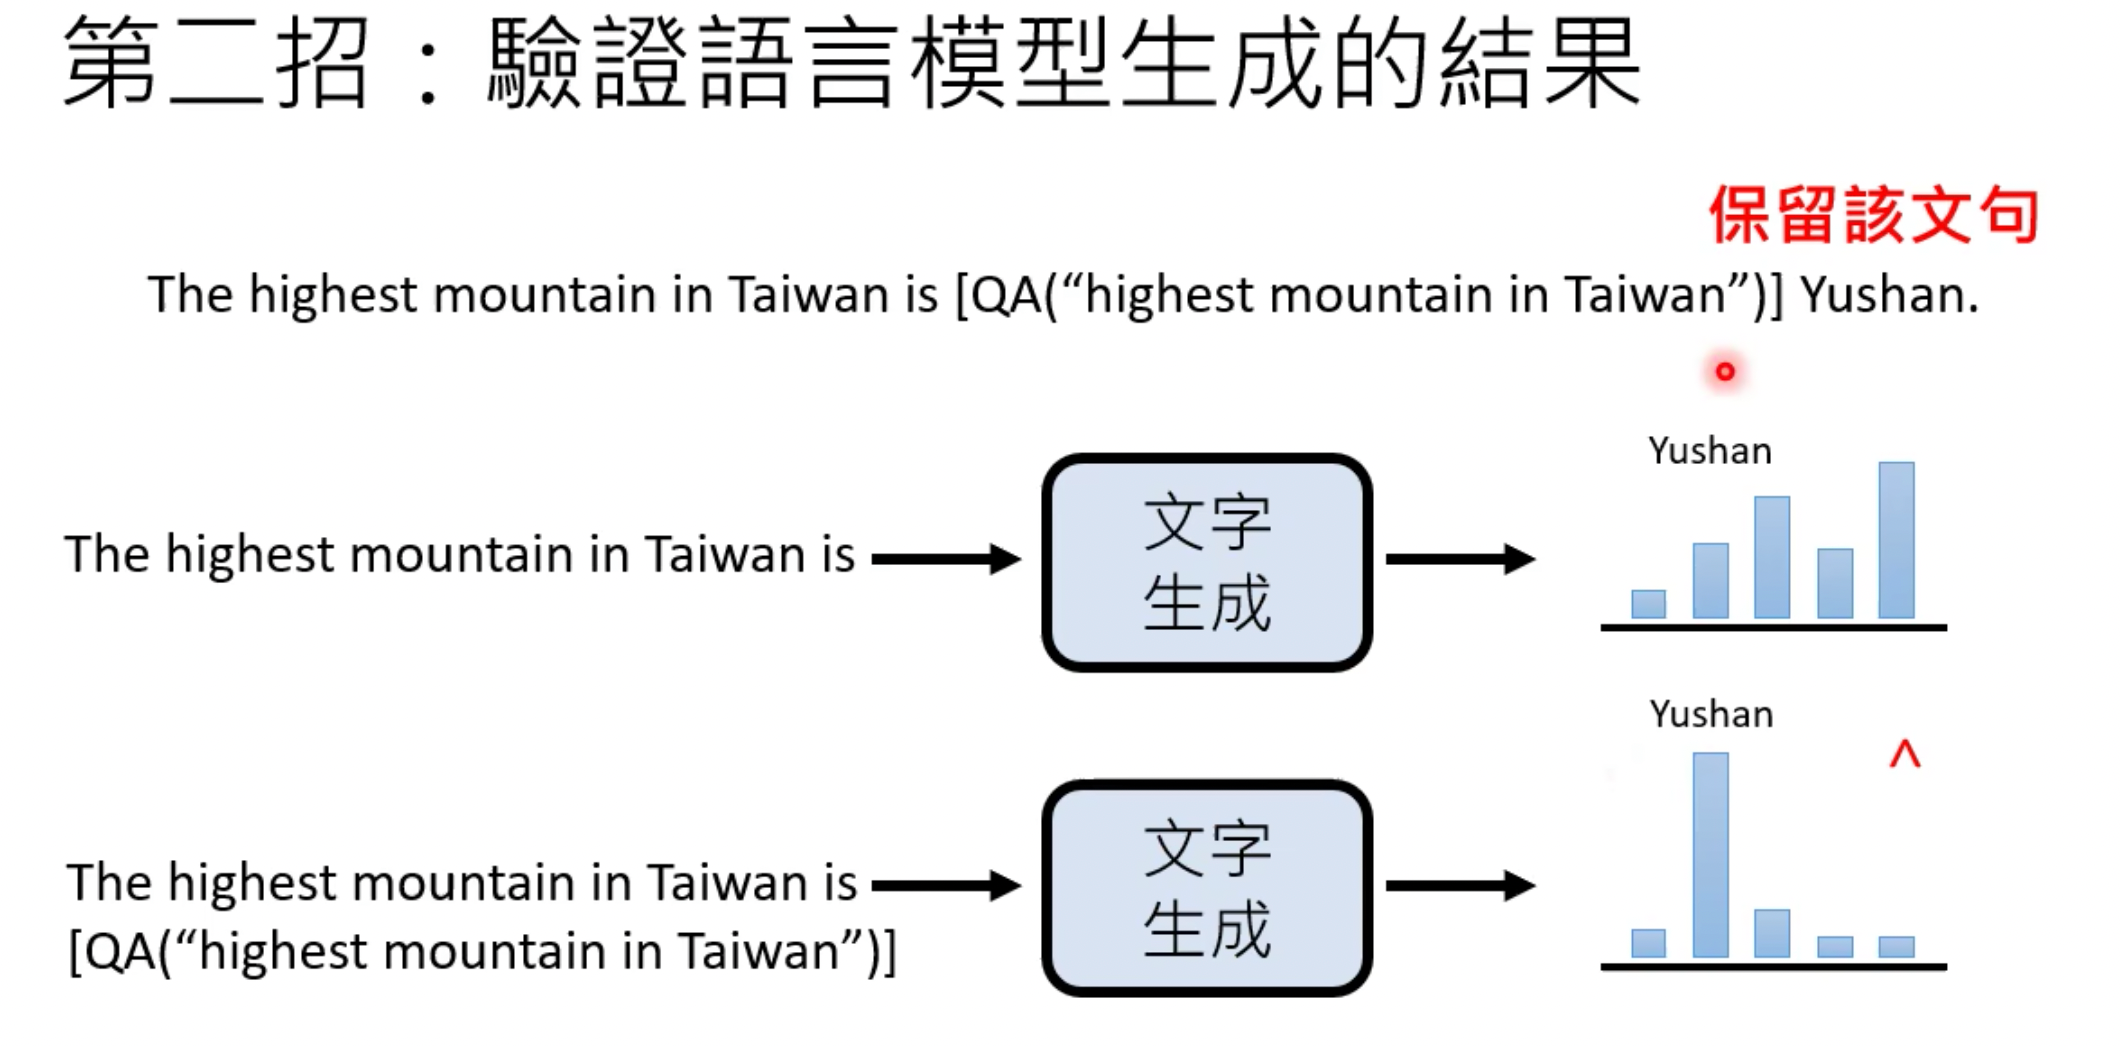 第二招：驗證語言模型生成的結果
保留該文句
The highest mountain in Taiwan is [QA(“highest mountain in Taiwan”)] Yushan.
The highest mountain in Taiwan is
文字
生成
Yushan
The highest mountain in Taiwan is
[QA(“highest mountain in Taiwan”)]
文字
生成
Yushan
^